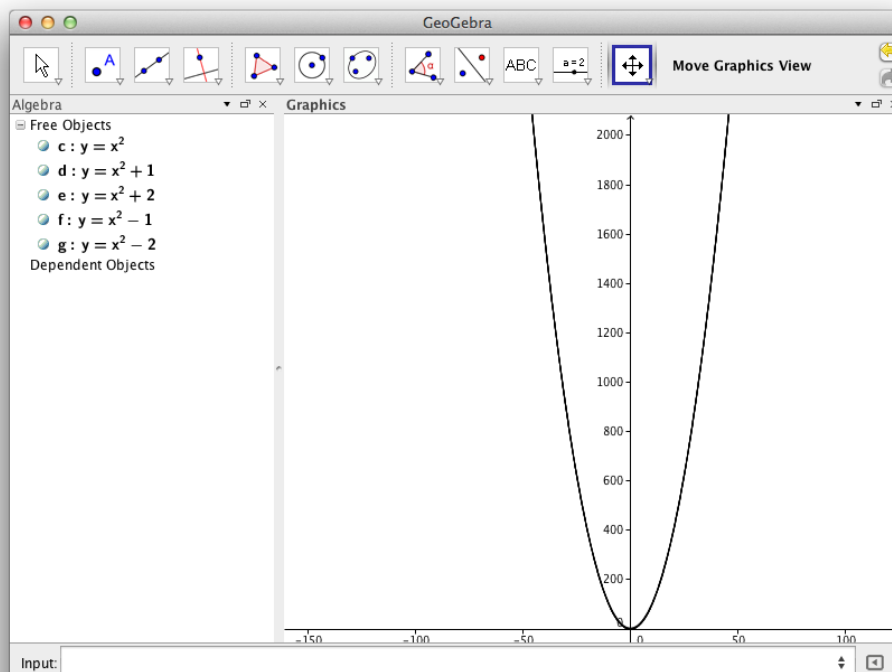 GeoGebra
A
α
ABC
a = 2
Move Graphics View
Algebra
Graphics
Free Objects
c : y = x²
d : y = x² + 1
e : y = x² + 2
f : y = x² − 1
g : y = x² − 2
Dependent Objects
2000
1800
1600
1400
1200
1000
800
600
400
200
0
−150 −100 −50 0 50 100
Input: